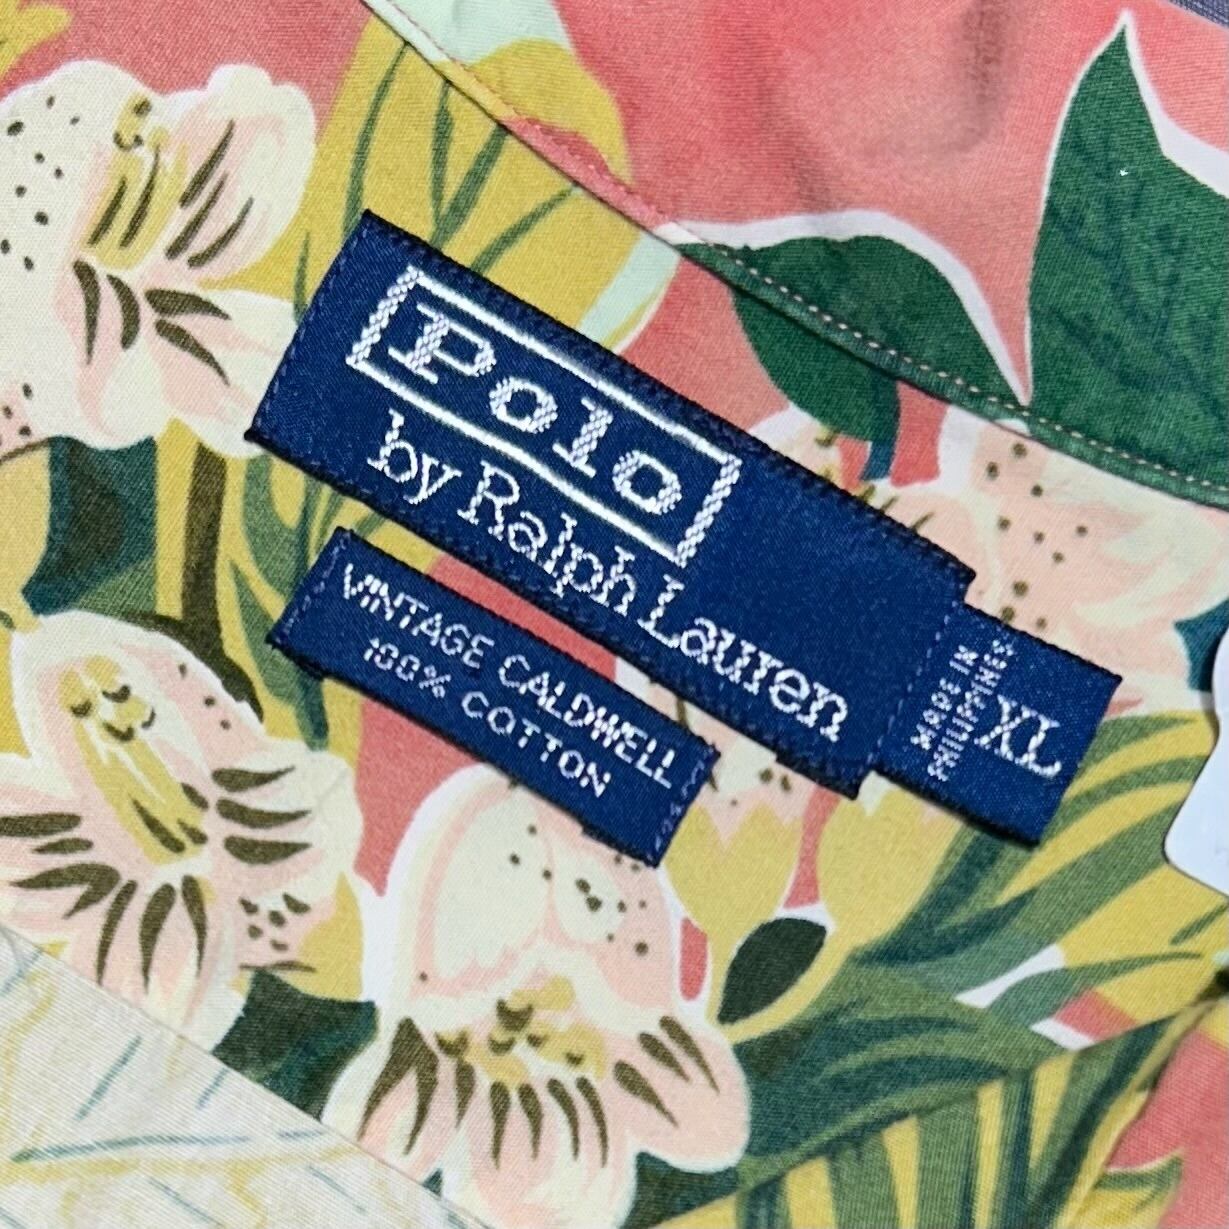 Polo
by Ralph Lauren
MADE IN
PHILIPPINES
XL
VINTAGE CALDWELL
100% COTTON